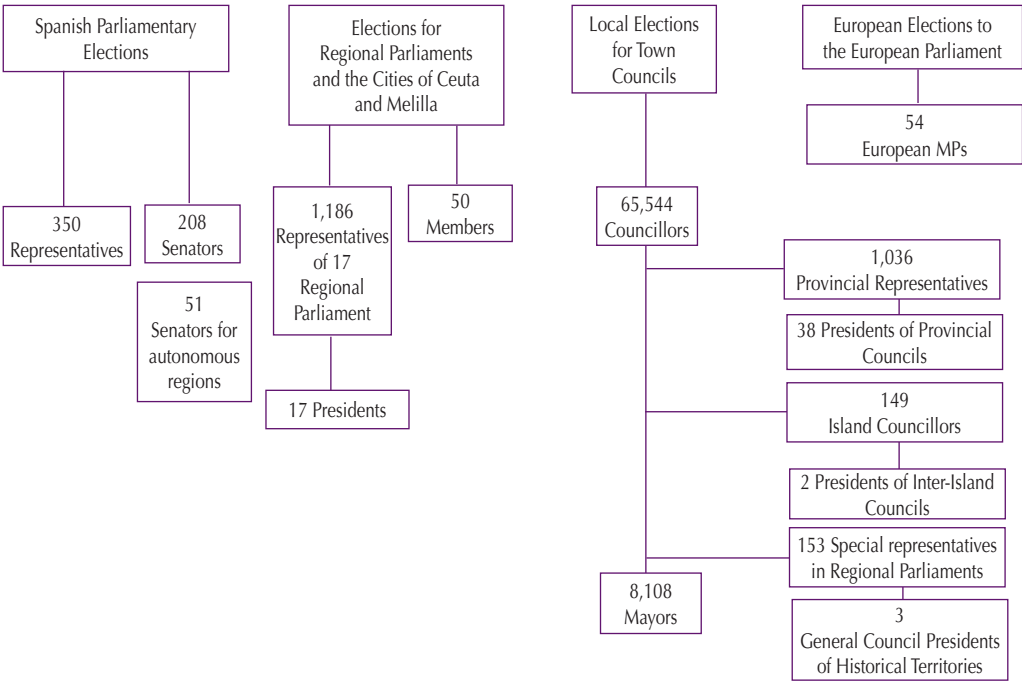 Spanish Parliamentary
Elections
350
Representatives
208
Senators
51
Senators for
autonomous
regions
Elections for
Regional Parliaments
and the Cities of Ceuta
and Melilla
1,186
Representatives
of 17
Regional
Parliament
17 Presidents
50
Members
Local Elections
for Town
Councils
65,544
Councillors
1,036
Provincial Representatives
38 Presidents of Provincial
Councils
149
Island Councillors
2 Presidents of Inter-Island
Councils
153 Special representatives
in Regional Parliaments
3
General Council Presidents
of Historical Territories
8,108
Mayors
European Elections to
the European Parliament
54
European MPs